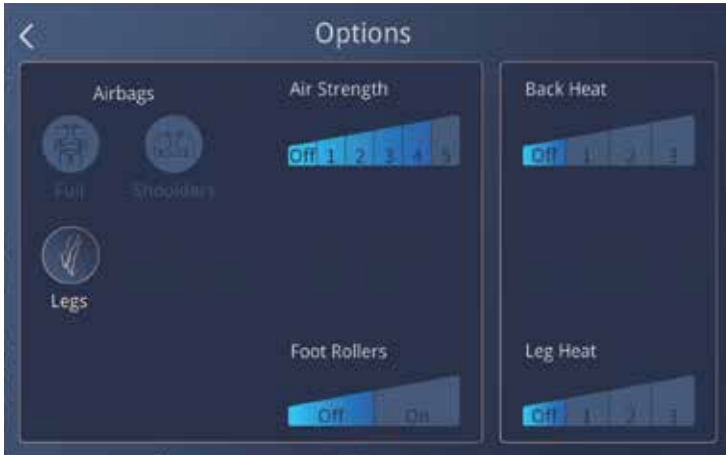 Options
Airbags
Full
Shoulders
Legs
Air Strength
Off 1 2 3 4 5
Foot Rollers
Off On
Back Heat
Off 1 2 3
Leg Heat
Off 1 2 3